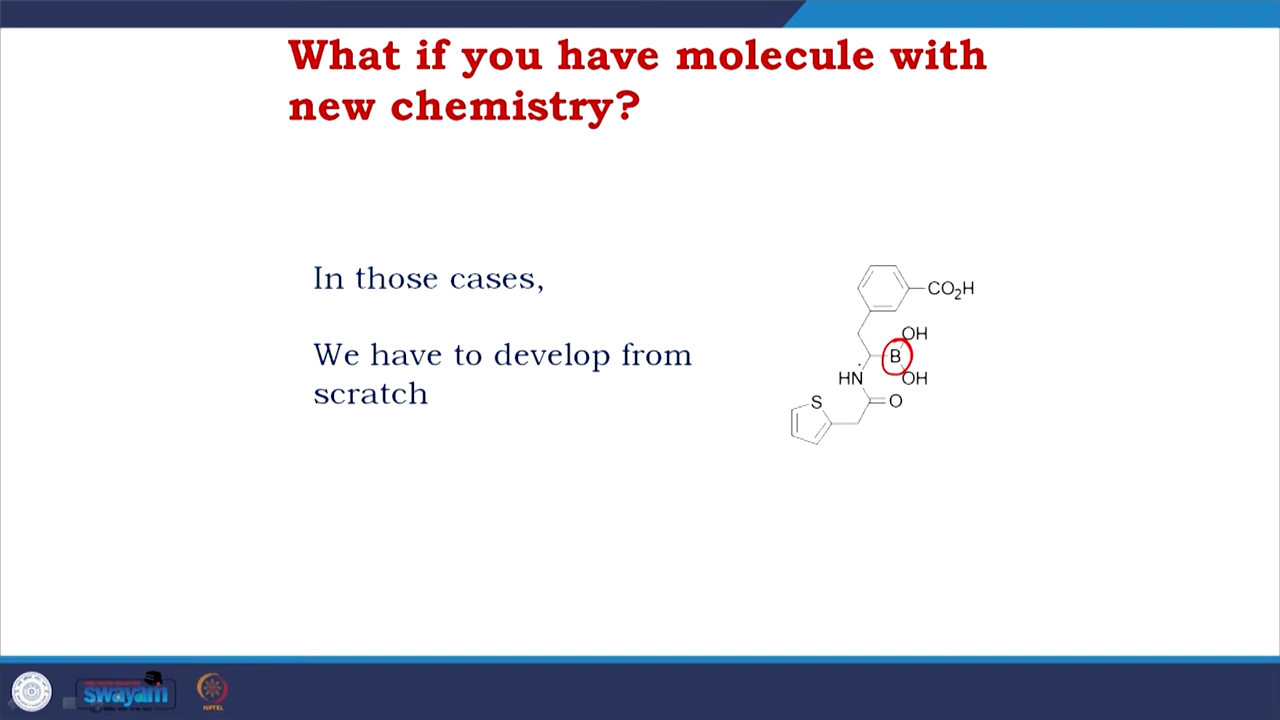 What if you have molecule with
new chemistry?
In those cases,
We have to develop from
scratch
CO2H
OH
B
HN
OH
S
O
swayam
NPTEL